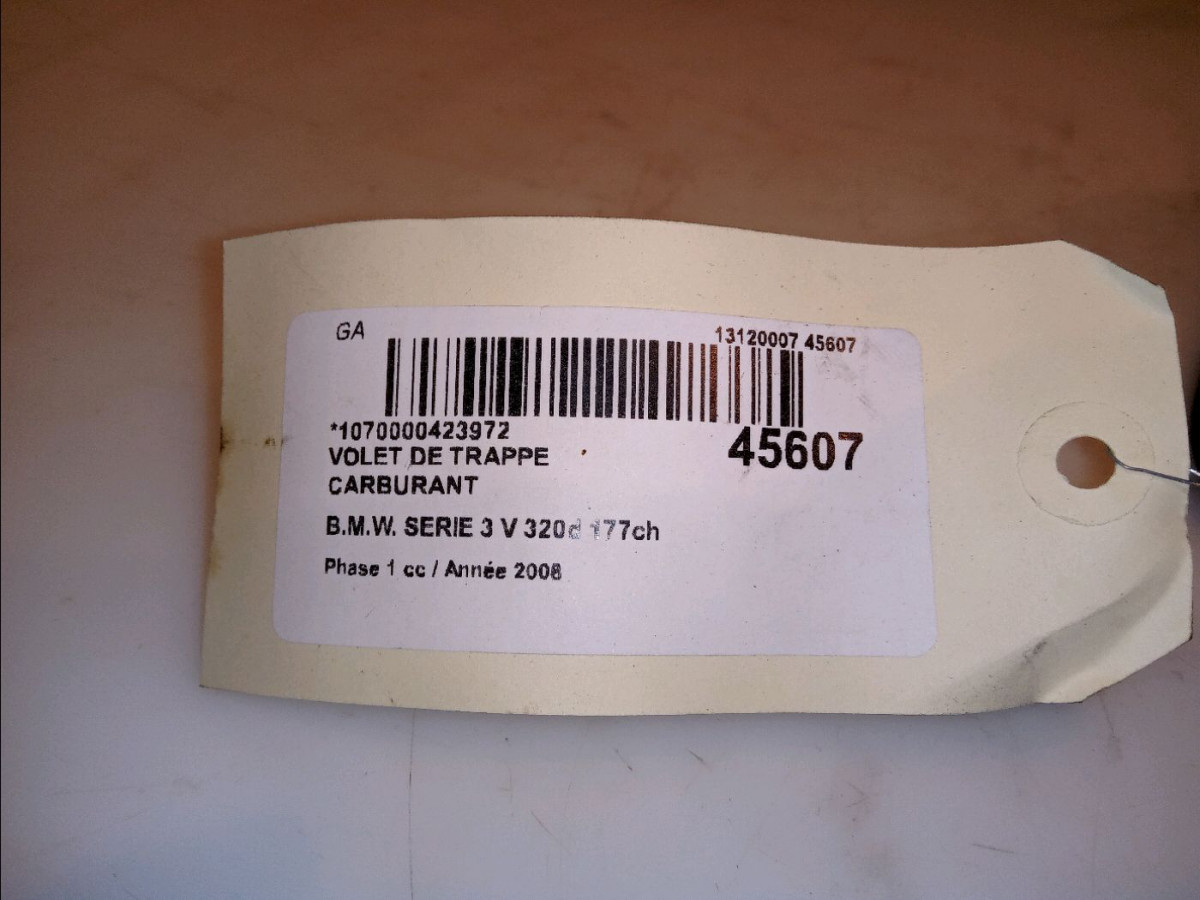 GA
13120007 45607
*1070000423972
45607
VOLET DE TRAPPE
CARBURANT
B.M.W. SERIE 3 V 320d 177ch
Phase 1 cc / Année 2008